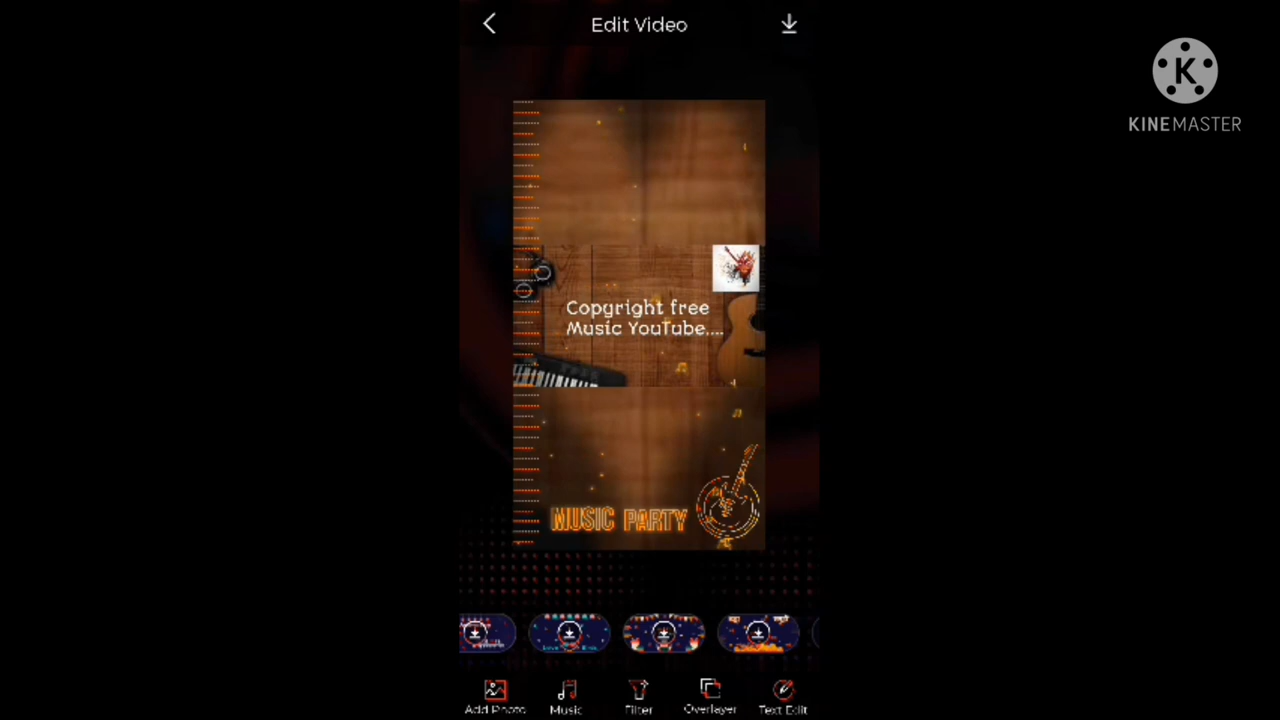 Edit Video
KINEMASTER
Copyright free
Music YouTube....
MUSIC PARTY
Add Photo
Music
Filter
Overlayer
Text Edit